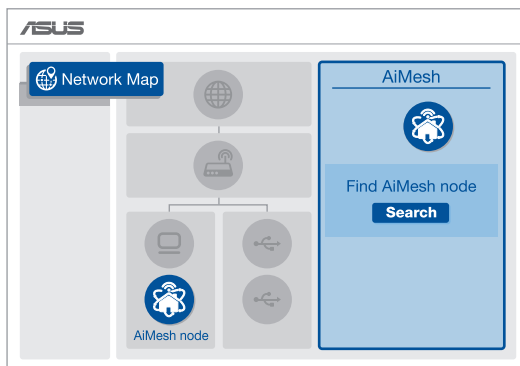 ASUS
Network Map
AiMesh
Find AiMesh node
Search
AiMesh node